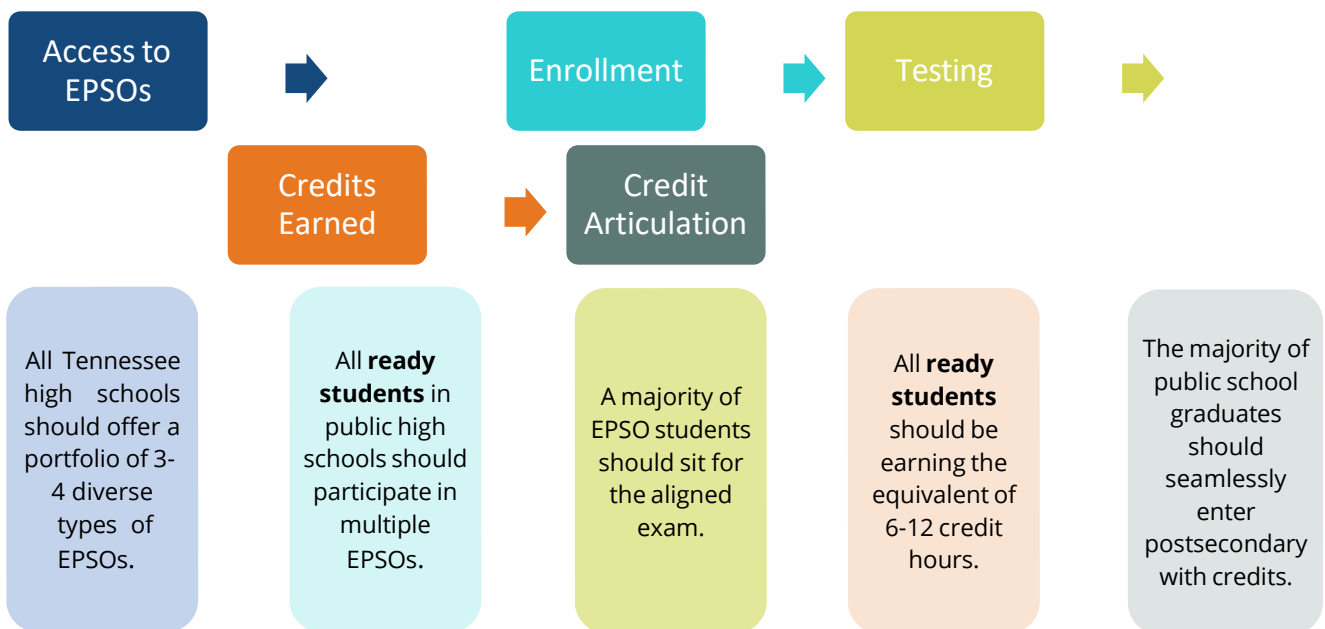 Access to
EPSOs
Enrollment
Testing
Credits
Earned
Credit
Articulation
All Tennessee
high schools
should offer a
portfolio of 3-
4 diverse
types of
EPSOs.
All ready
students in
public high
schools should
participate in
multiple
EPSOs.
A majority of
EPSO students
should sit for
the aligned
exam.
All ready
students
should be
earning the
equivalent of
6-12 credit
hours.
The majority of
public school
graduates
should
seamlessly
enter
postsecondary
with credits.